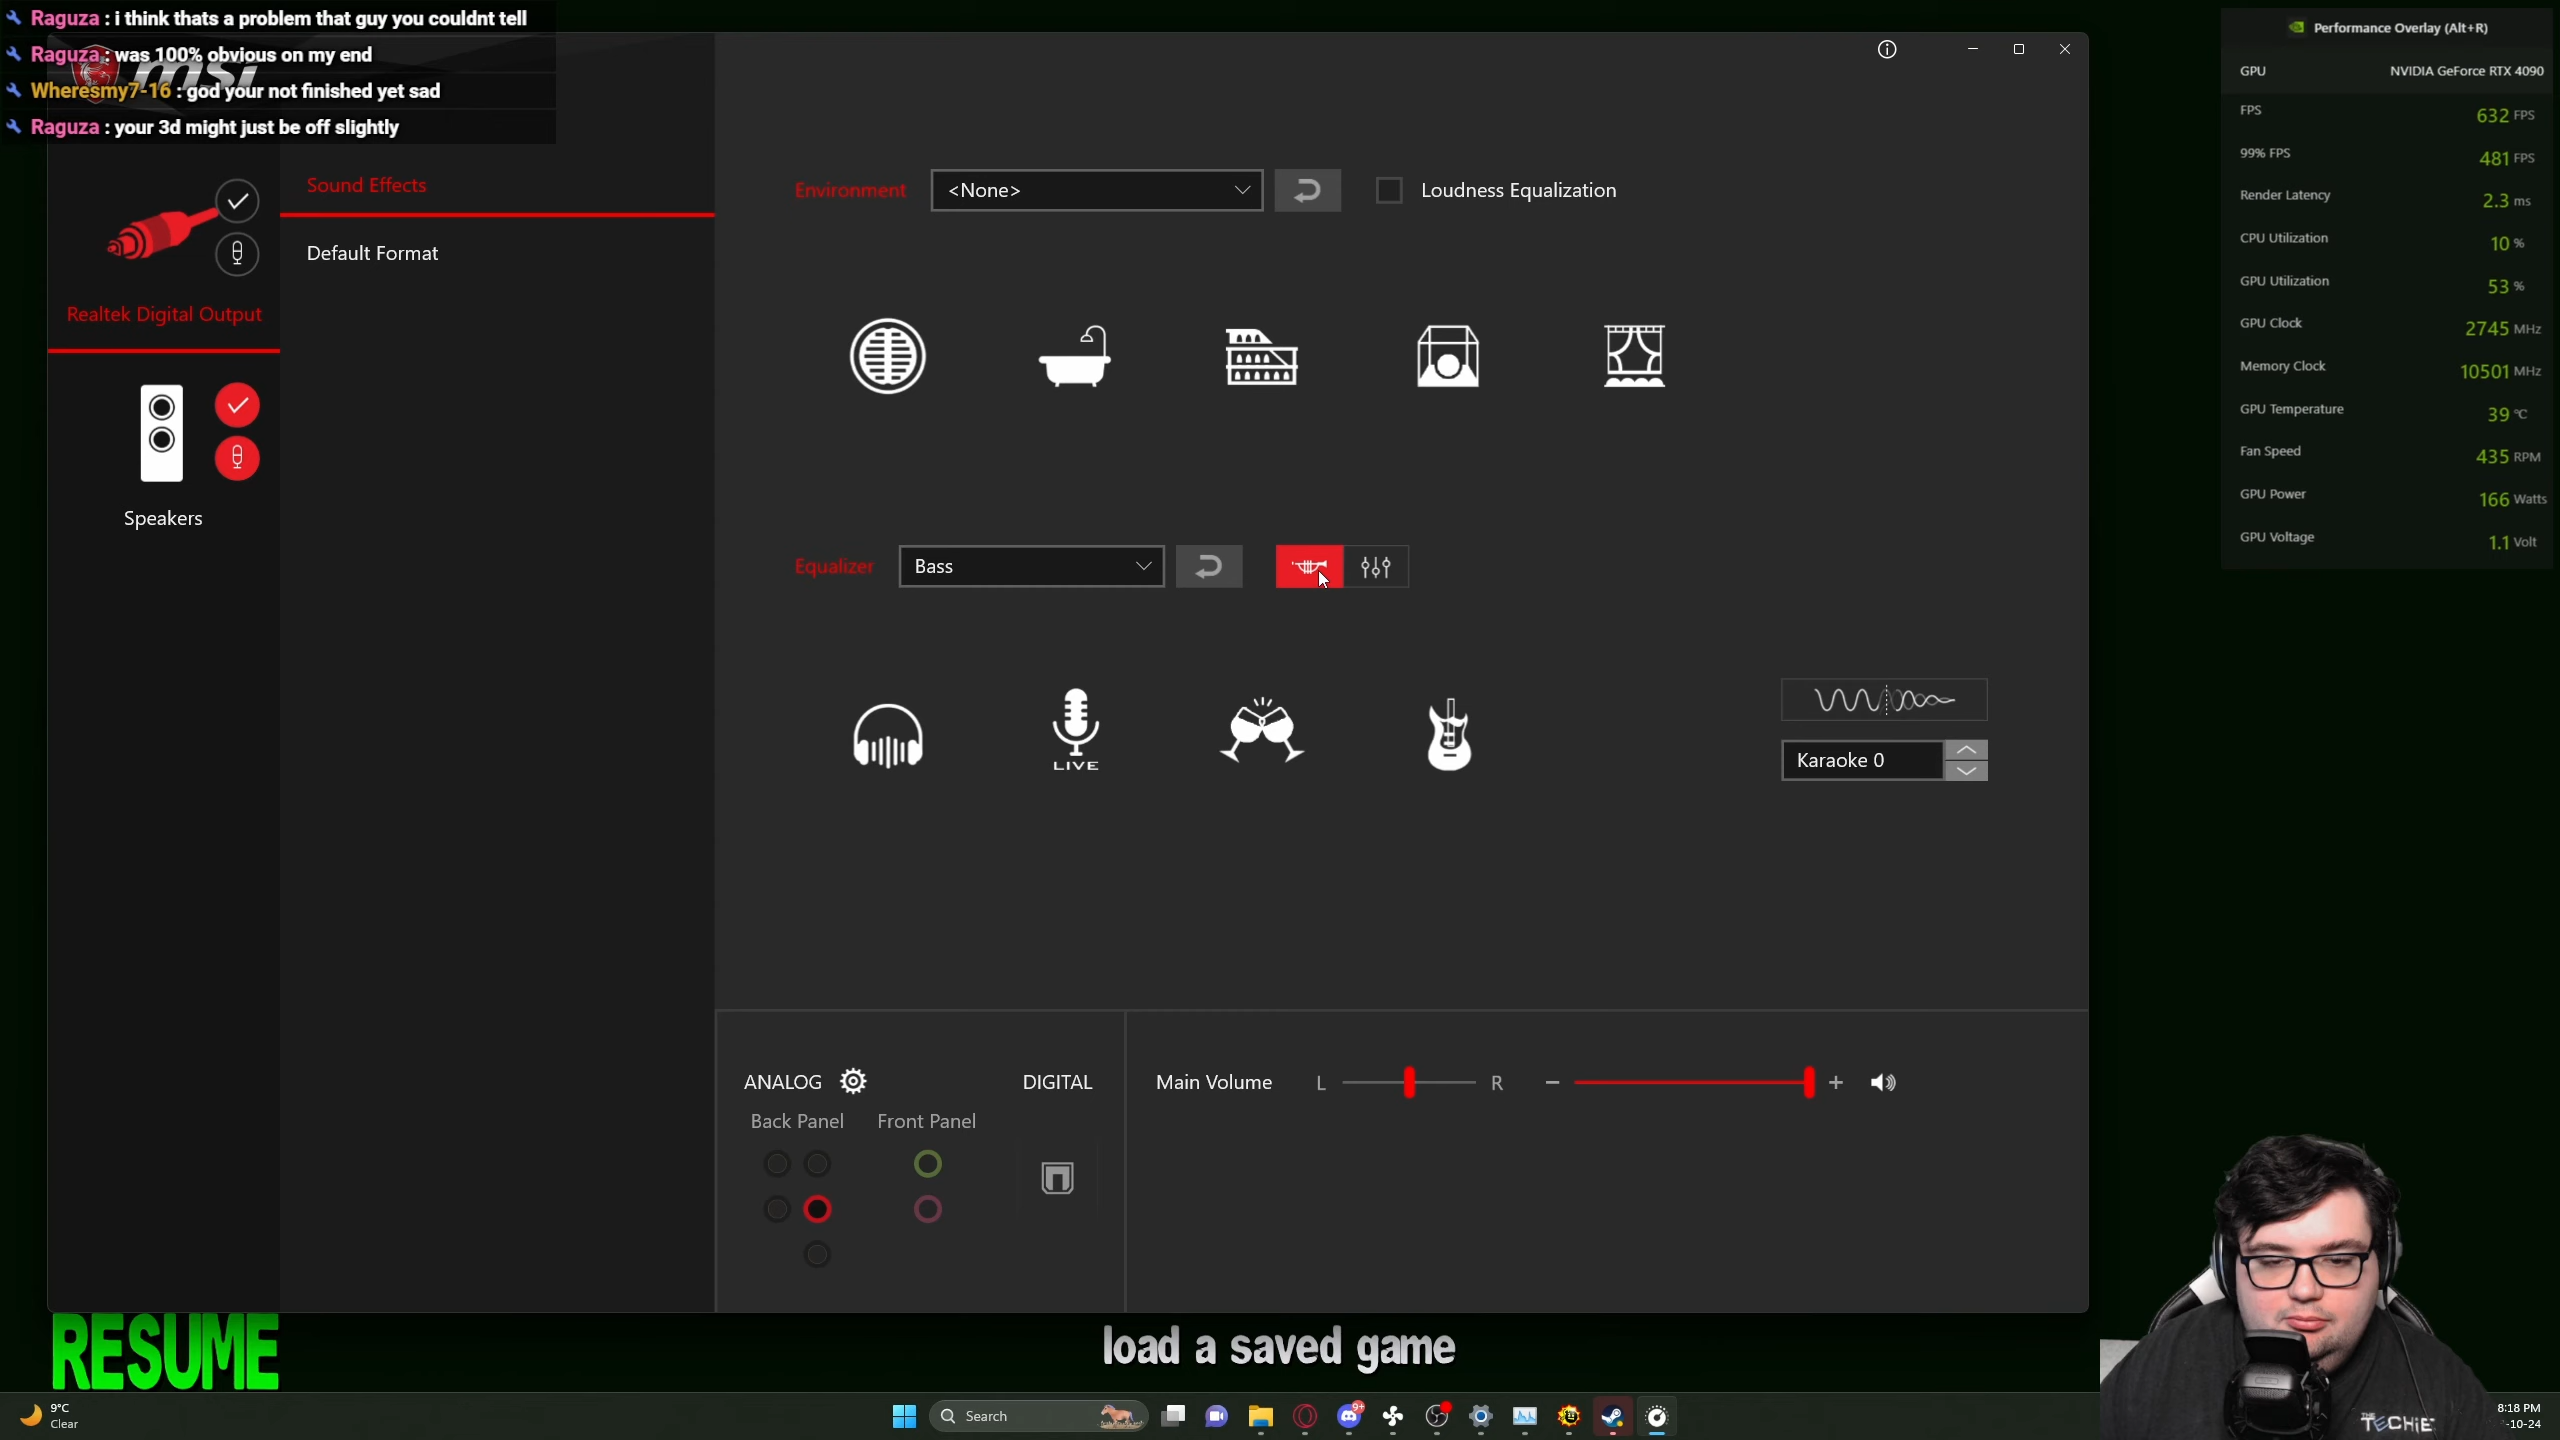 Raguza : i think thats a problem that guy you couldnt tell
Raguza : was 100% obvious on my end
msi
Wheresmy7-16 : god your not finished yet sad
Raguza : your 3d might just be off slightly
Realtek Digital Output
Speakers
Sound Effects
Default Format
Environment
<None>
Loudness Equalization
Equalizer
Bass
LIVE
Karaoke 0
ANALOG
DIGITAL
Back Panel
Front Panel
Main Volume
L
R
Performance Overlay (Alt+R)
GPU NVIDIA GeForce RTX 4090
FPS 632 FPS
99% FPS 481 FPS
Render Latency 2.3 ms
CPU Utilization 10 %
GPU Utilization 53 %
GPU Clock 2745 MHz
Memory Clock 10501 MHz
GPU Temperature 39 °C
Fan Speed 435 RPM
GPU Power 166 Watts
GPU Voltage 1.1 Volt
RESUME
load a saved game
9°C
Clear
Search
9+
THE TECHIE
8:18 PM
-10-24